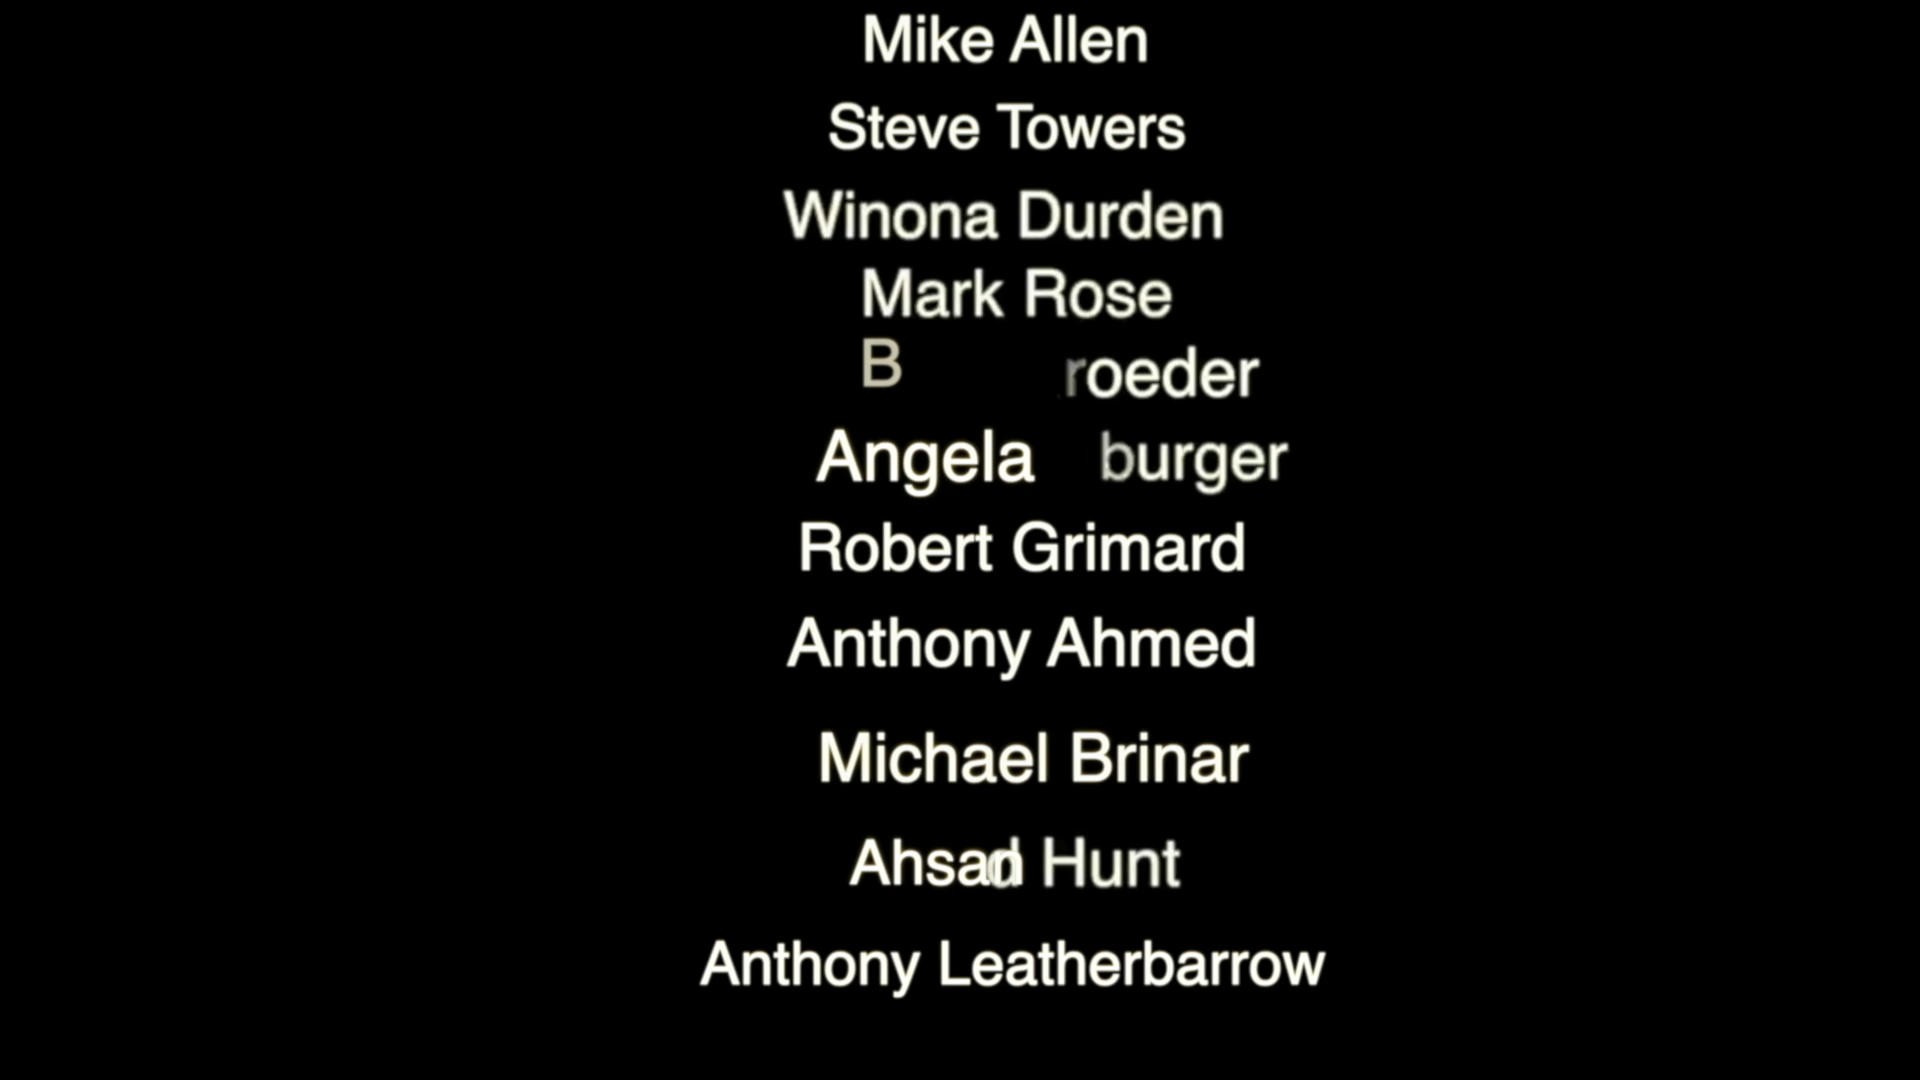 Mike Allen
Steve Towers
Winona Durden
Mark Rose
B roeder
Angela burger
Robert Grimard
Anthony Ahmed
Michael Brinar
Hunt
Anthony Leatherbarrow